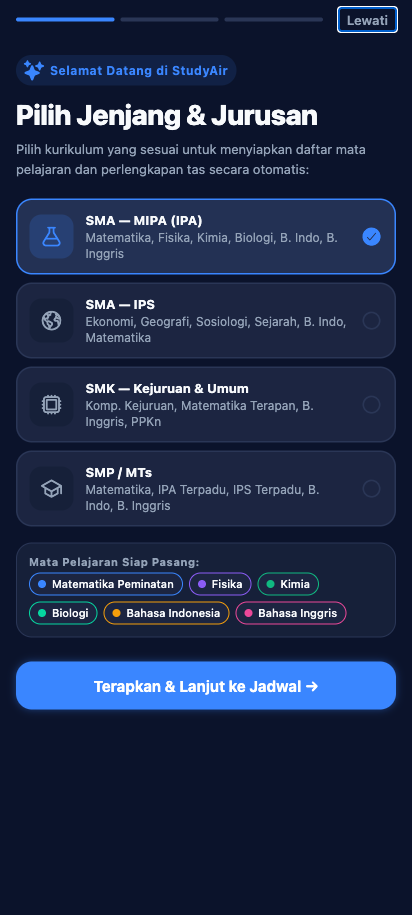 Lewati
Selamat Datang di StudyAir
Pilih Jenjang & Jurusan
Pilih kurikulum yang sesuai untuk menyiapkan daftar mata
pelajaran dan perlengkapan tas secara otomatis:
SMA — MIPA (IPA)
Matematika, Fisika, Kimia, Biologi, B. Indo, B.
Inggris
SMA — IPS
Ekonomi, Geografi, Sosiologi, Sejarah, B. Indo,
Matematika
SMK — Kejuruan & Umum
Komp. Kejuruan, Matematika Terapan, B.
Inggris, PPKn
SMP / MTs
Matematika, IPA Terpadu, IPS Terpadu, B.
Indo, B. Inggris
Mata Pelajaran Siap Pasang:
Matematika Peminatan Fisika Kimia
Biologi Bahasa Indonesia Bahasa Inggris
Terapkan & Lanjut ke Jadwal →